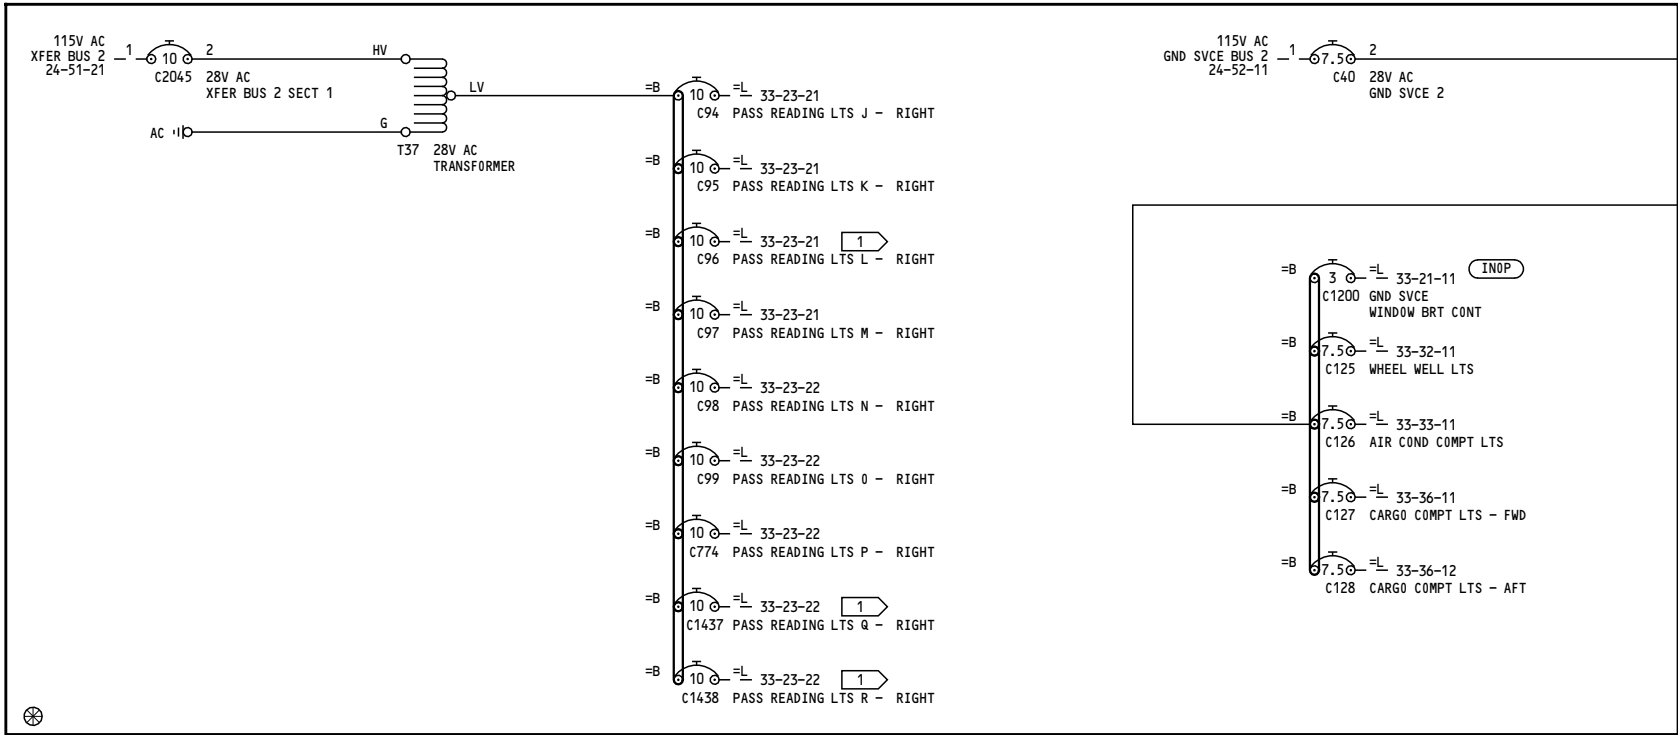 115V AC
XFER BUS 2
24-51-21
1
10
2
C2045
28V AC
XFER BUS 2 SECT 1
HV
LV
AC
G
T37
28V AC
TRANSFORMER
=B 10 =L 33-23-21
C94 PASS READING LTS J - RIGHT
=B 10 =L 33-23-21
C95 PASS READING LTS K - RIGHT
=B 10 =L 33-23-21 1
C96 PASS READING LTS L - RIGHT
=B 10 =L 33-23-21
C97 PASS READING LTS M - RIGHT
=B 10 =L 33-23-22
C98 PASS READING LTS N - RIGHT
=B 10 =L 33-23-22
C99 PASS READING LTS O - RIGHT
=B 10 =L 33-23-22
C774 PASS READING LTS P - RIGHT
=B 10 =L 33-23-22 1
C1437 PASS READING LTS Q - RIGHT
=B 10 =L 33-23-22 1
C1438 PASS READING LTS R - RIGHT
115V AC
GND SVCE BUS 2
24-52-11
1
7.5
2
C40
28V AC
GND SVCE 2
=B 3 =L 33-21-11 INOP
C1200 GND SVCE
WINDOW BRT CONT
=B 7.5 =L 33-32-11
C125 WHEEL WELL LTS
=B 7.5 =L 33-33-11
C126 AIR COND COMPT LTS
=B 7.5 =L 33-36-11
C127 CARGO COMPT LTS - FWD
=B 7.5 =L 33-36-12
C128 CARGO COMPT LTS - AFT